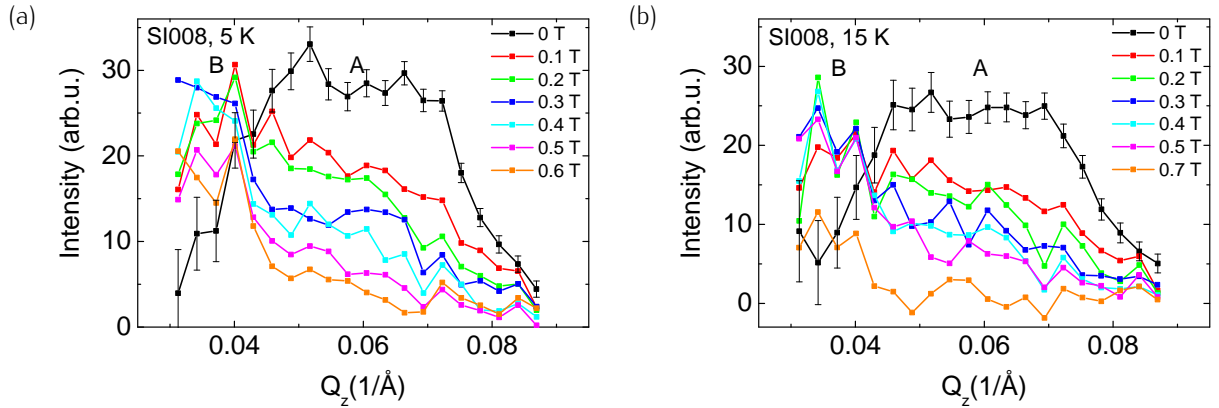 (a)
SI008, 5 K
B
A
0 T
0.1 T
0.2 T
0.3 T
0.4 T
0.5 T
0.6 T
Intensity (arb.u.)
30
20
10
0
0.04
0.06
0.08
Q_z(1/Å)
(b)
SI008, 15 K
B
A
0 T
0.1 T
0.2 T
0.3 T
0.4 T
0.5 T
0.7 T
Intensity (arb.u.)
30
20
10
0
0.04
0.06
0.08
Q_z(1/Å)